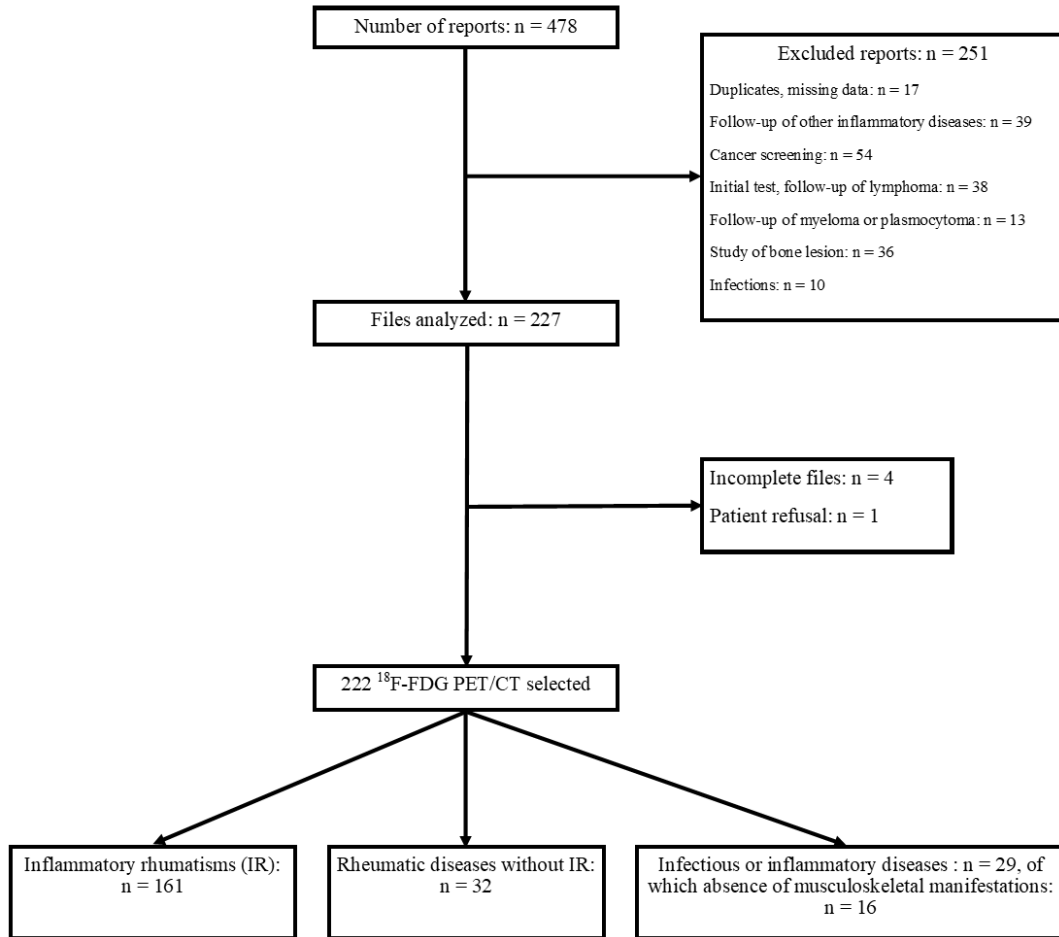 Number of reports: n = 478
Excluded reports: n = 251
Duplicates, missing data: n = 17
Follow-up of other inflammatory diseases: n = 39
Cancer screening: n = 54
Initial test, follow-up of lymphoma: n = 38
Follow-up of myeloma or plasmocytoma: n = 13
Study of bone lesion: n = 36
Infections: n = 10
Files analyzed: n = 227
Incomplete files: n = 4
Patient refusal: n = 1
222 ¹⁸F-FDG PET/CT selected
Inflammatory rhumatisms (IR):
n = 161
Rheumatic diseases without IR:
n = 32
Infectious or inflammatory diseases : n = 29, of
which absence of musculoskeletal manifestations:
n = 16